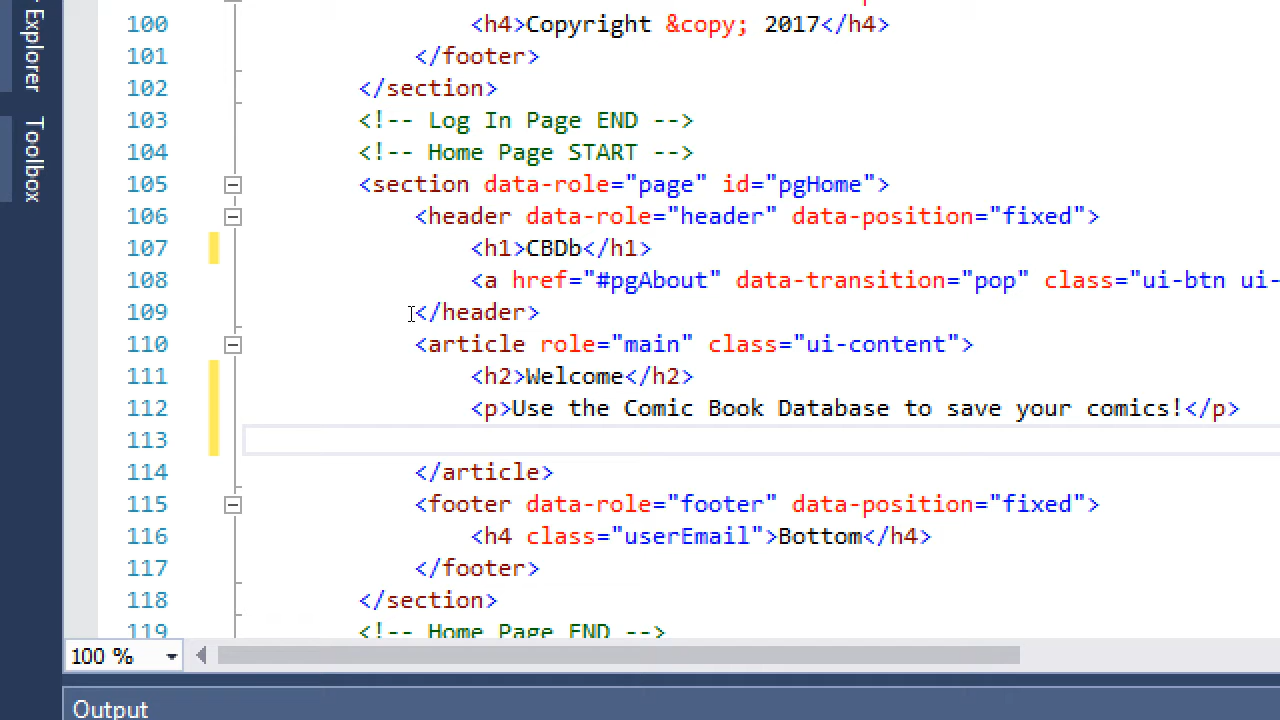 Explorer
Toolbox
100 <h4>Copyright &copy; 2017</h4>
101 </footer>
102 </section>
103 <!-- Log In Page END -->
104 <!-- Home Page START -->
105 <section data-role="page" id="pgHome">
106 <header data-role="header" data-position="fixed">
107 <h1>CBDb</h1>
108 <a href="#pgAbout" data-transition="pop" class="ui-btn ui-
109 </header>
110 <article role="main" class="ui-content">
111 <h2>Welcome</h2>
112 <p>Use the Comic Book Database to save your comics!</p>
113
114 </article>
115 <footer data-role="footer" data-position="fixed">
116 <h4 class="userEmail">Bottom</h4>
117 </footer>
118 </section>
119 <!-- Home Page END -->
100 %
Output